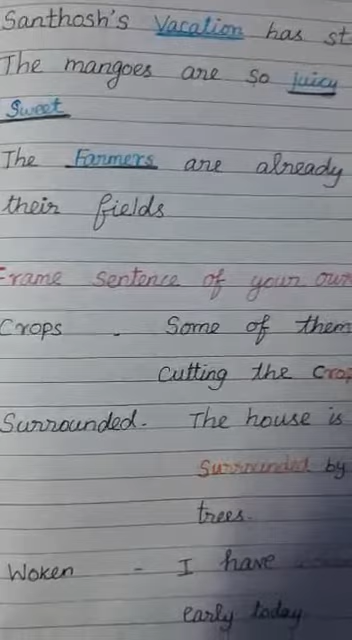 Santhosh's Vacation has st
The mangoes are so juicy
sweet
The Farmers are already
their fields
Frame sentence of your own
Crops - Some of them
cutting the crop
Surrounded - The house is
surrounded by
trees.
Woken - I have
early today